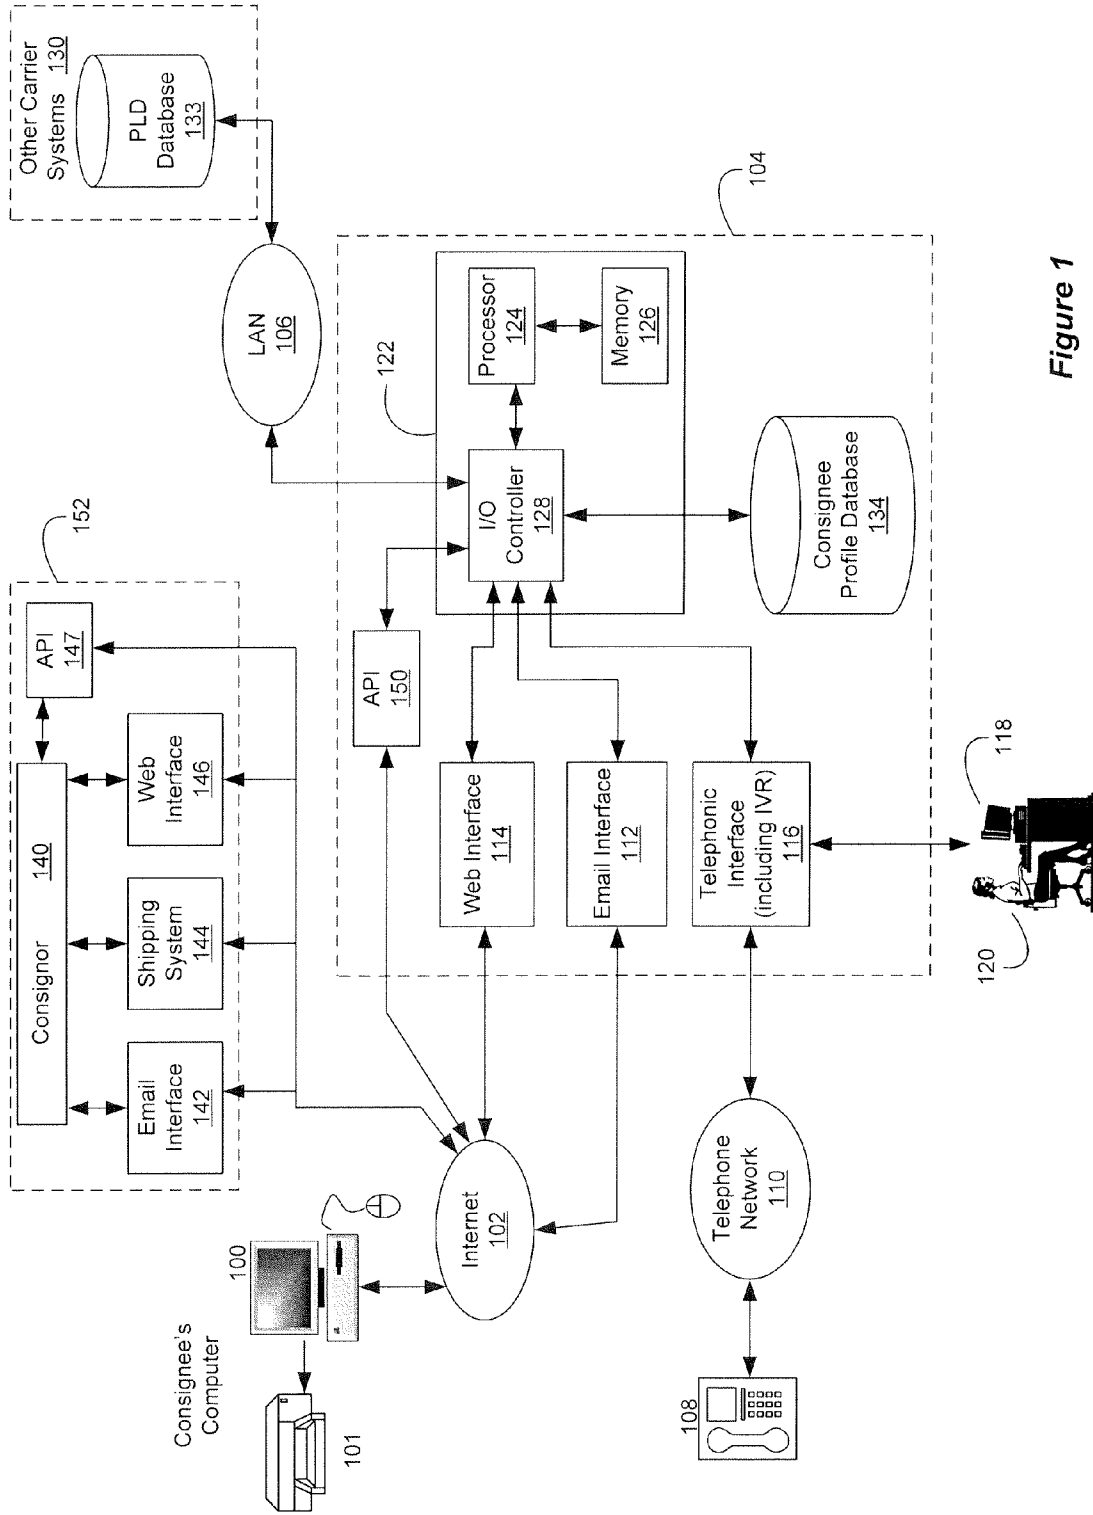 Consignee's
Computer
100
101
108
Internet
102
Telephone
Network
110
152
Consignor 140
Email
Interface
142
Shipping
System
144
Web
Interface
146
API
147
API
150
Web Interface
114
Email Interface
112
Telephonic
Interface
(including IVR)
116
120
118
122
I/O
Controller
128
Processor
124
Memory
126
Consignee
Profile Database
134
104
LAN
106
Other Carrier
Systems 130
PLD
Database
133
Figure 1